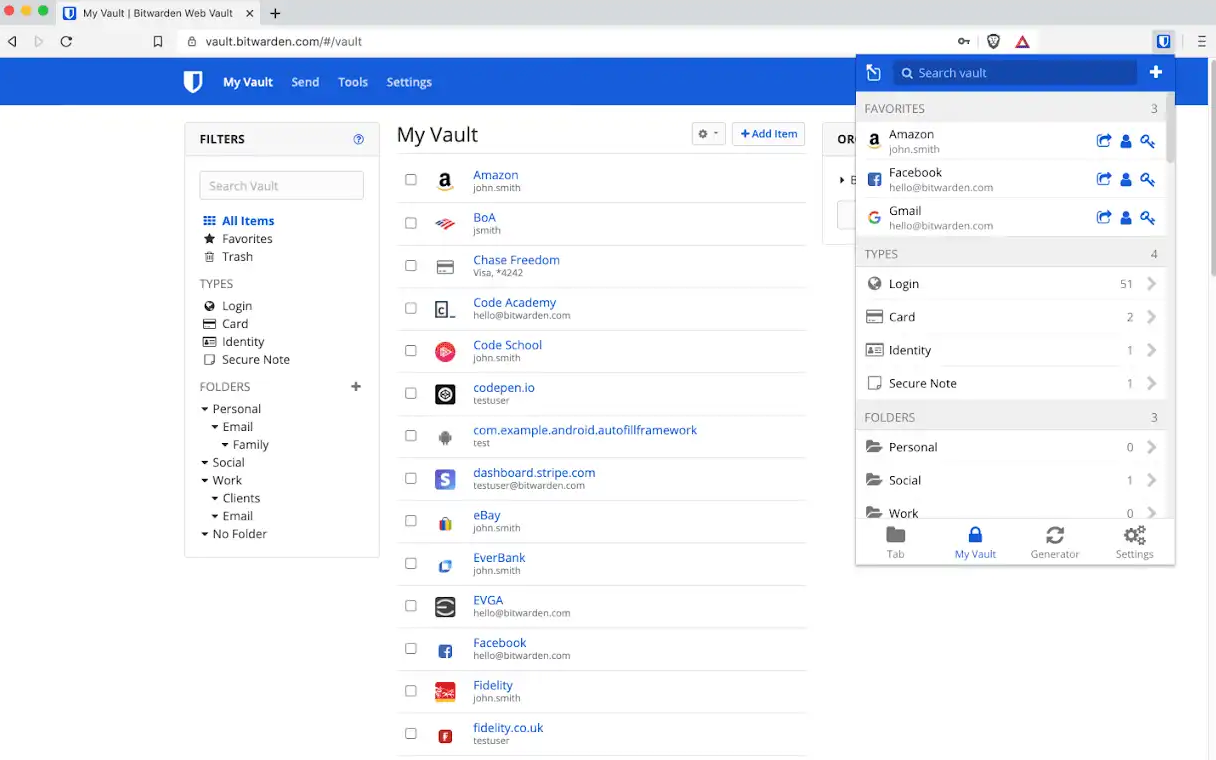 My Vault | Bitwarden Web Vault
vault.bitwarden.com/#/vault
My Vault
Send
Tools
Settings
FILTERS
Search Vault
All Items
Favorites
Trash
TYPES
Login
Card
Identity
Secure Note
FOLDERS
Personal
Email
Family
Social
Work
Clients
Email
No Folder
My Vault
Add Item
Amazon
john.smith
BoA
jsmith
Chase Freedom
Visa, *4242
Code Academy
hello@bitwarden.com
Code School
john.smith
codepen.io
testuser
com.example.android.autofillframework
test
dashboard.stripe.com
testuser@bitwarden.com
eBay
john.smith
EverBank
john.smith
EVGA
hello@bitwarden.com
Facebook
hello@bitwarden.com
Fidelity
john.smith
fidelity.co.uk
testuser
Search vault
FAVORITES 3
Amazon
john.smith
Facebook
hello@bitwarden.com
Gmail
hello@bitwarden.com
TYPES 4
Login 51
Card 2
Identity 1
Secure Note 1
FOLDERS 3
Personal 0
Social 1
Work 0
Tab
My Vault
Generator
Settings